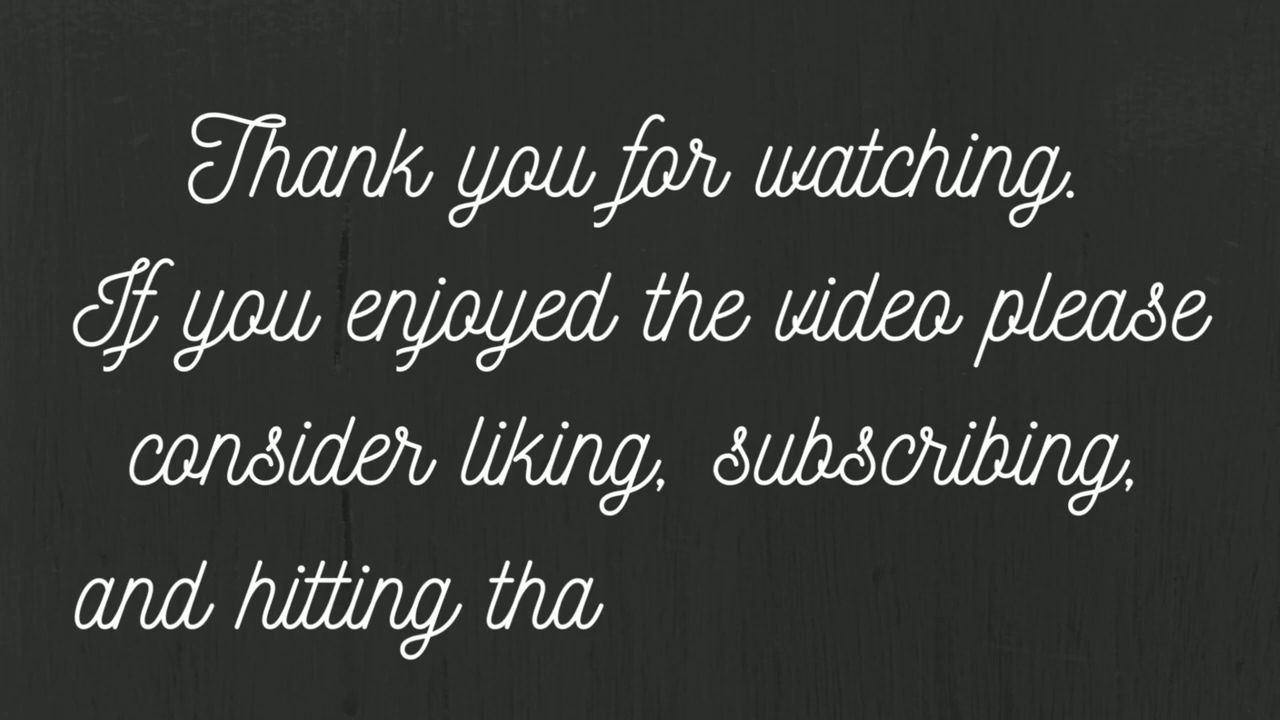 Thank you for watching.
If you enjoyed the video please
consider liking, subscribing,
and hitting tha